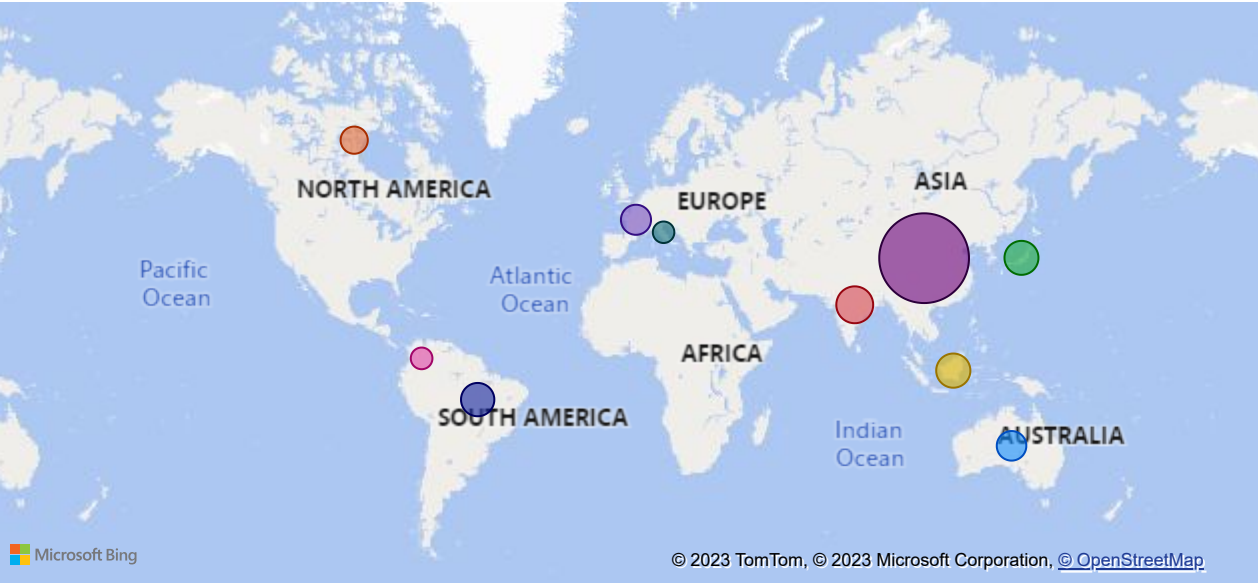 ASIA
NORTH AMERICA
EUROPE
Pacific
Ocean
Atlantic
Ocean
AFRICA
SOUTH AMERICA
Indian
Ocean
AUSTRALIA
Microsoft Bing
© 2023 TomTom, © 2023 Microsoft Corporation, © OpenStreetMap